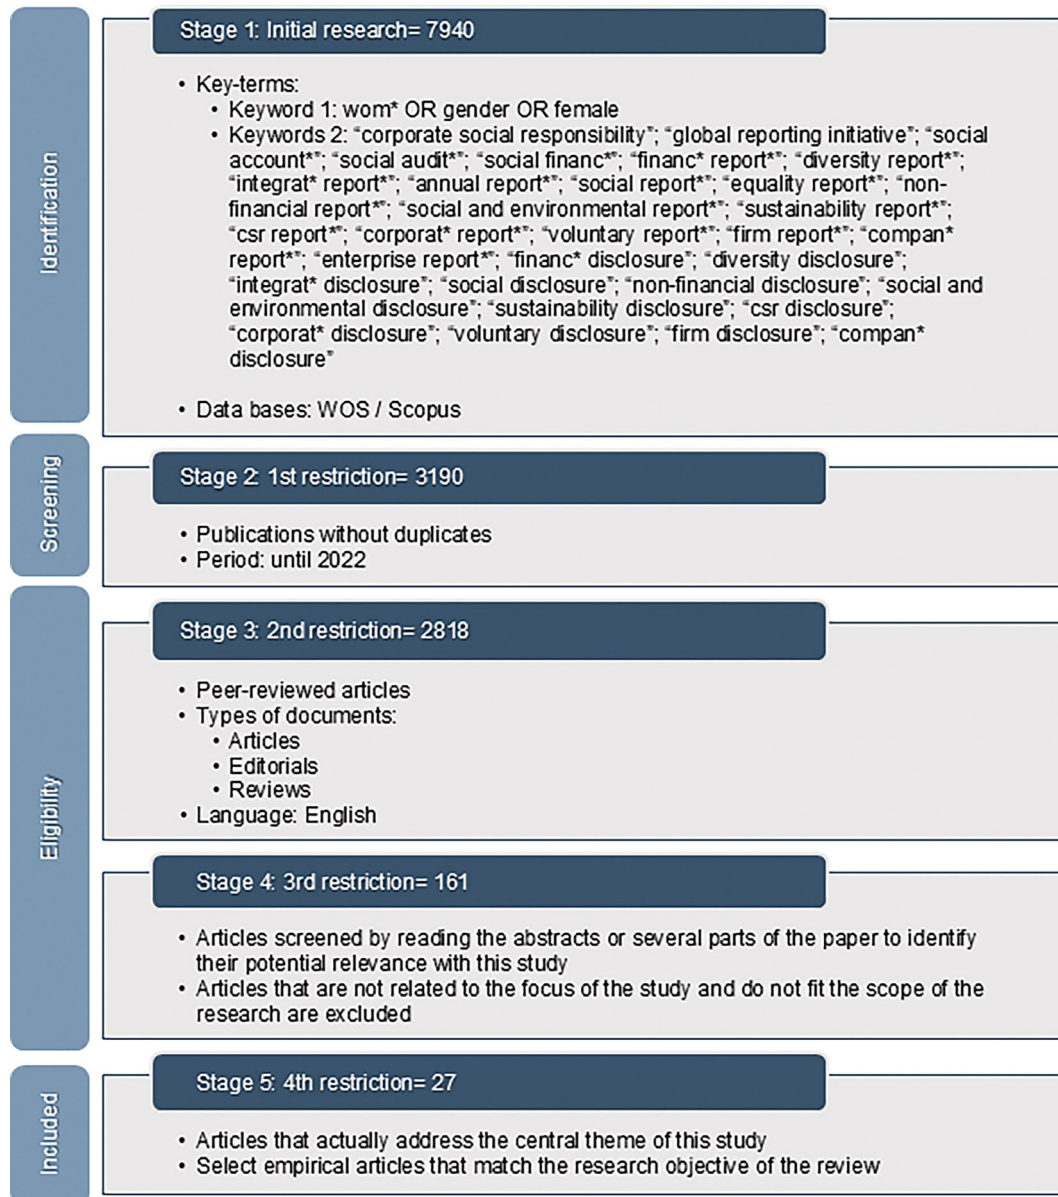 Identification
Stage 1: Initial research= 7940
• Key-terms:
• Keyword 1: wom* OR gender OR female
• Keywords 2: “corporate social responsibility”; “global reporting initiative”; “social
account*”; “social audit*”; “social financ*”; “financ* report*”; “diversity report*”;
“integrat* report*”; “annual report*”; “social report*”; “equality report*”; “non-
financial report*”; “social and environmental report*”; “sustainability report*”;
“csr report*”; “corporat* report*”; “voluntary report*”; “firm report*”; “compan*
report*”; “enterprise report*”; “financ* disclosure”; “diversity disclosure”;
“integrat* disclosure”; “social disclosure”; “non-financial disclosure”; “social and
environmental disclosure”; “sustainability disclosure”; “csr disclosure”;
“corporat* disclosure”; “voluntary disclosure”; “firm disclosure”; “compan*
disclosure”
• Data bases: WOS / Scopus
Screening
Stage 2: 1st restriction= 3190
• Publications without duplicates
• Period: until 2022
Eligibility
Stage 3: 2nd restriction= 2818
• Peer-reviewed articles
• Types of documents:
• Articles
• Editorials
• Reviews
• Language: English
Stage 4: 3rd restriction= 161
• Articles screened by reading the abstracts or several parts of the paper to identify
their potential relevance with this study
• Articles that are not related to the focus of the study and do not fit the scope of the
research are excluded
Included
Stage 5: 4th restriction= 27
• Articles that actually address the central theme of this study
• Select empirical articles that match the research objective of the review